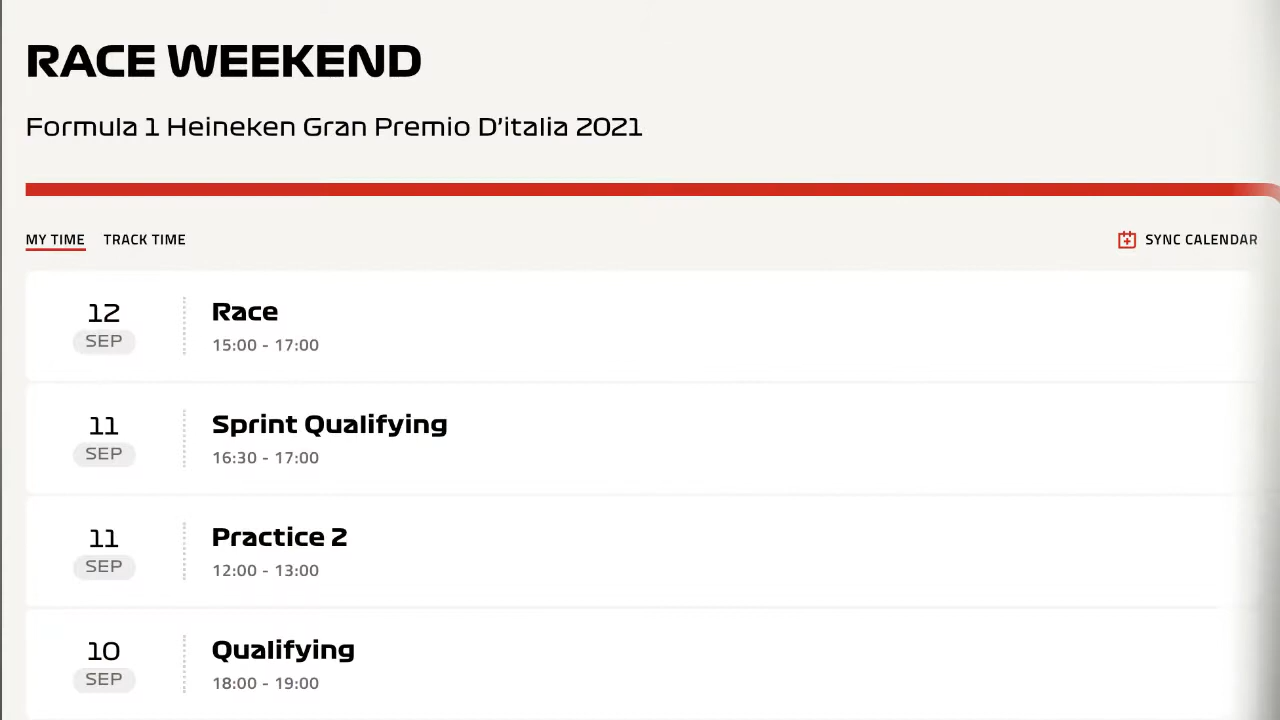 RACE WEEKEND
Formula 1 Heineken Gran Premio D'italia 2021
MY TIME TRACK TIME SYNC CALENDAR
12 Race
SEP 15:00 - 17:00
11 Sprint Qualifying
SEP 16:30 - 17:00
11 Practice 2
SEP 12:00 - 13:00
10 Qualifying
SEP 18:00 - 19:00